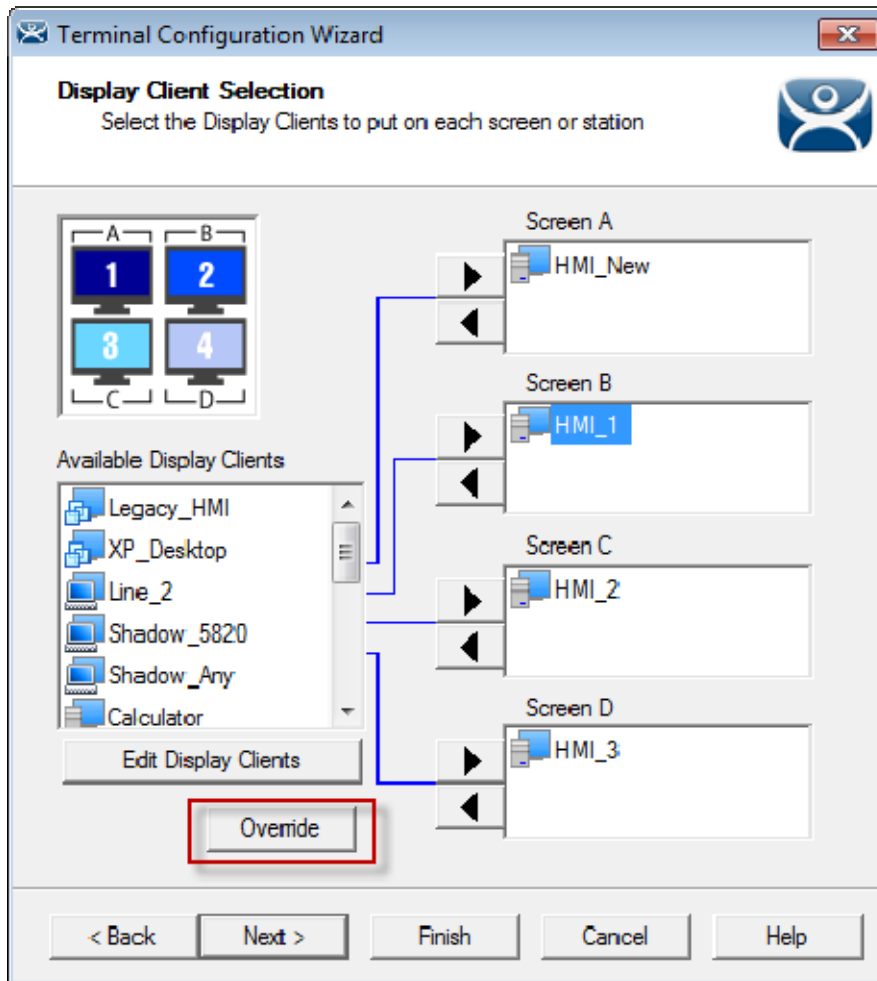 Terminal Configuration Wizard
Display Client Selection
Select the Display Clients to put on each screen or station
A B
1 2
3 4
C D
Available Display Clients
Legacy_HMI
XP_Desktop
Line_2
Shadow_5820
Shadow_Any
Calculator
Edit Display Clients
Override
Screen A
HMI_New
Screen B
HMI_1
Screen C
HMI_2
Screen D
HMI_3
< Back Next > Finish Cancel Help